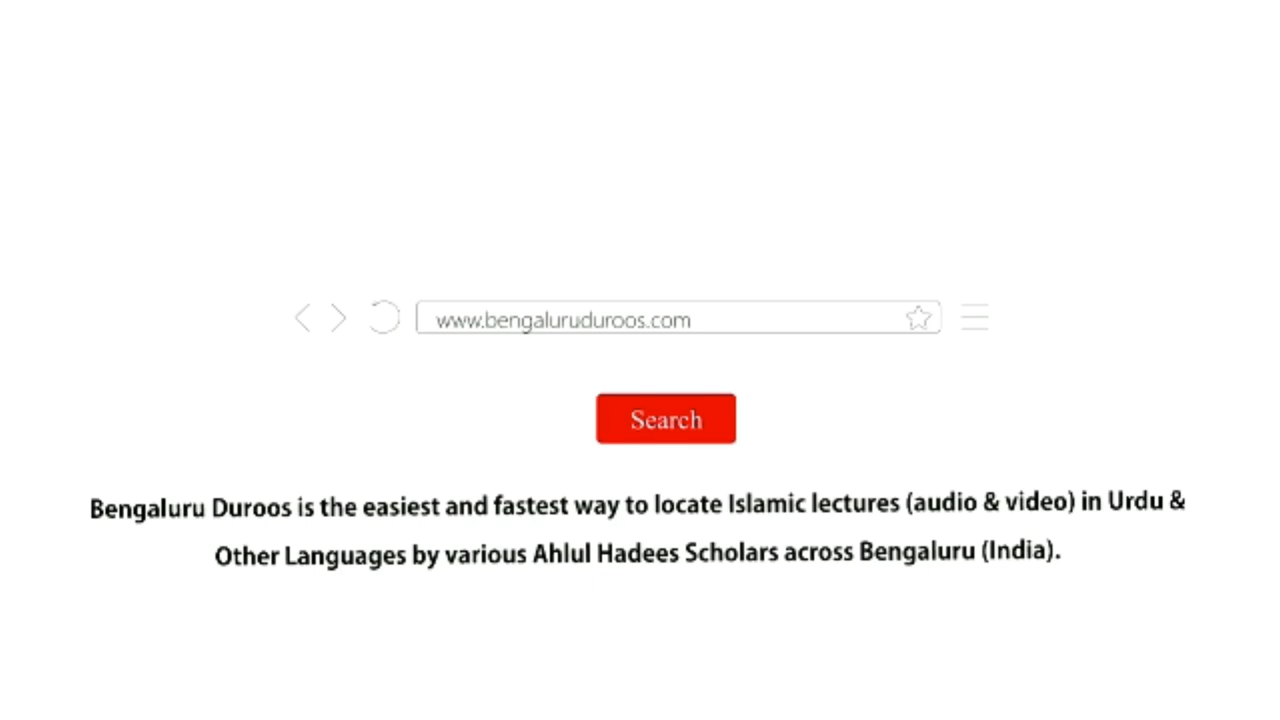 www.bengaluruduroos.com
Search
Bengaluru Duroos is the easiest and fastest way to locate Islamic lectures (audio & video) in Urdu &
Other Languages by various Ahlul Hadees Scholars across Bengaluru (India).